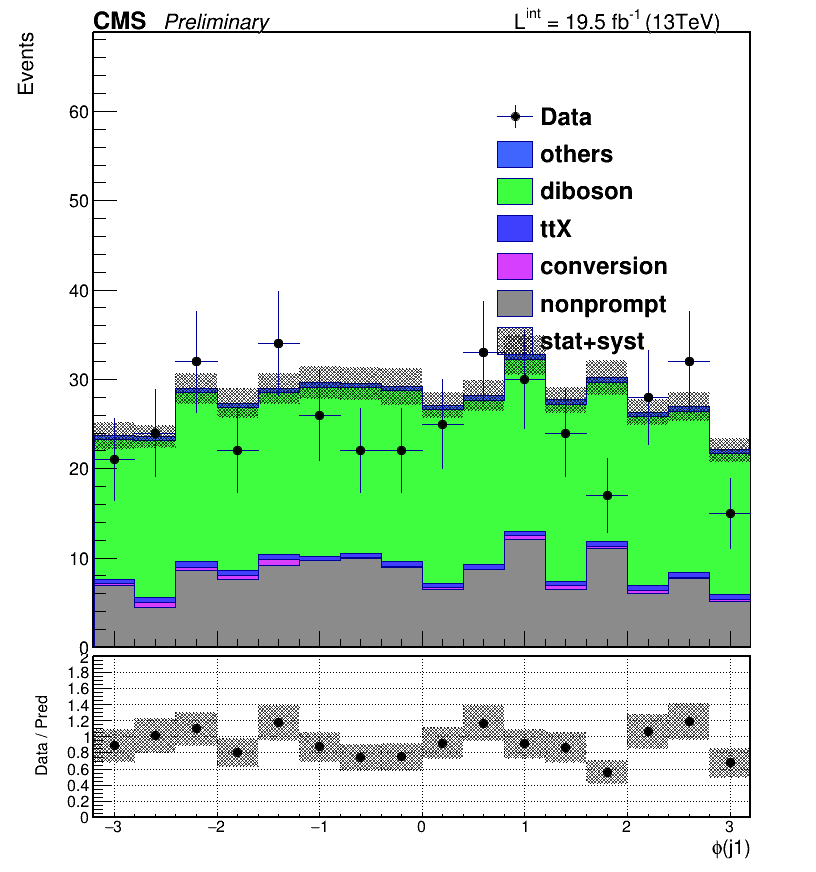 CMS Preliminary L^int = 19.5 fb^-1 (13TeV)
Events
60
50
40
30
20
10
0
Data
others
diboson
ttX
conversion
nonprompt
stat+syst
Data / Pred
2
1.8
1.6
1.4
1.2
1
0.8
0.6
0.4
0.2
0
−3 −2 −1 0 1 2 3
ϕ(j1)